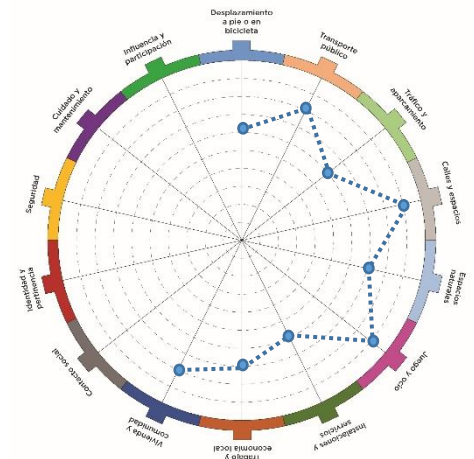 Desplazamiento
a pie o en
bicicleta
Transporte
público
Tráfico y
aparcamiento
Calles y espacios
Espacios
naturales
Juego y ocio
Instalaciones y
servicios
Trabajo y
economía local
Vivienda y
comunidad
Contacto social
Identidad y
pertinencia
Seguridad
Cuidado y
mantenimiento
Influencia y
participación